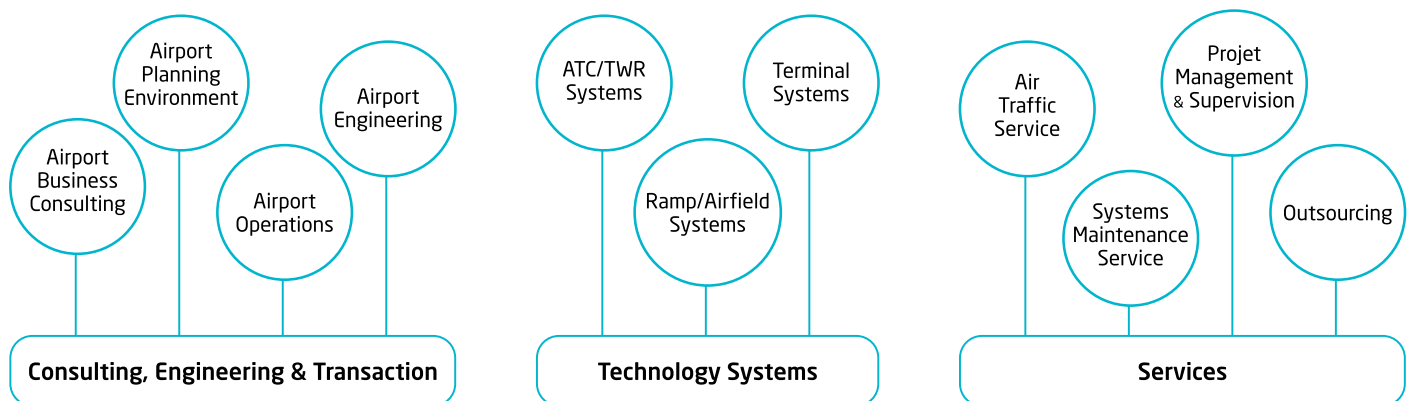 Airport
Business
Consulting
Airport
Planning
Environment
Airport
Operations
Airport
Engineering
Consulting, Engineering & Transaction
ATC/TWR
Systems
Ramp/Airfield
Systems
Terminal
Systems
Technology Systems
Air
Traffic
Service
Systems
Maintenance
Service
Projet
Management
& Supervision
Outsourcing
Services